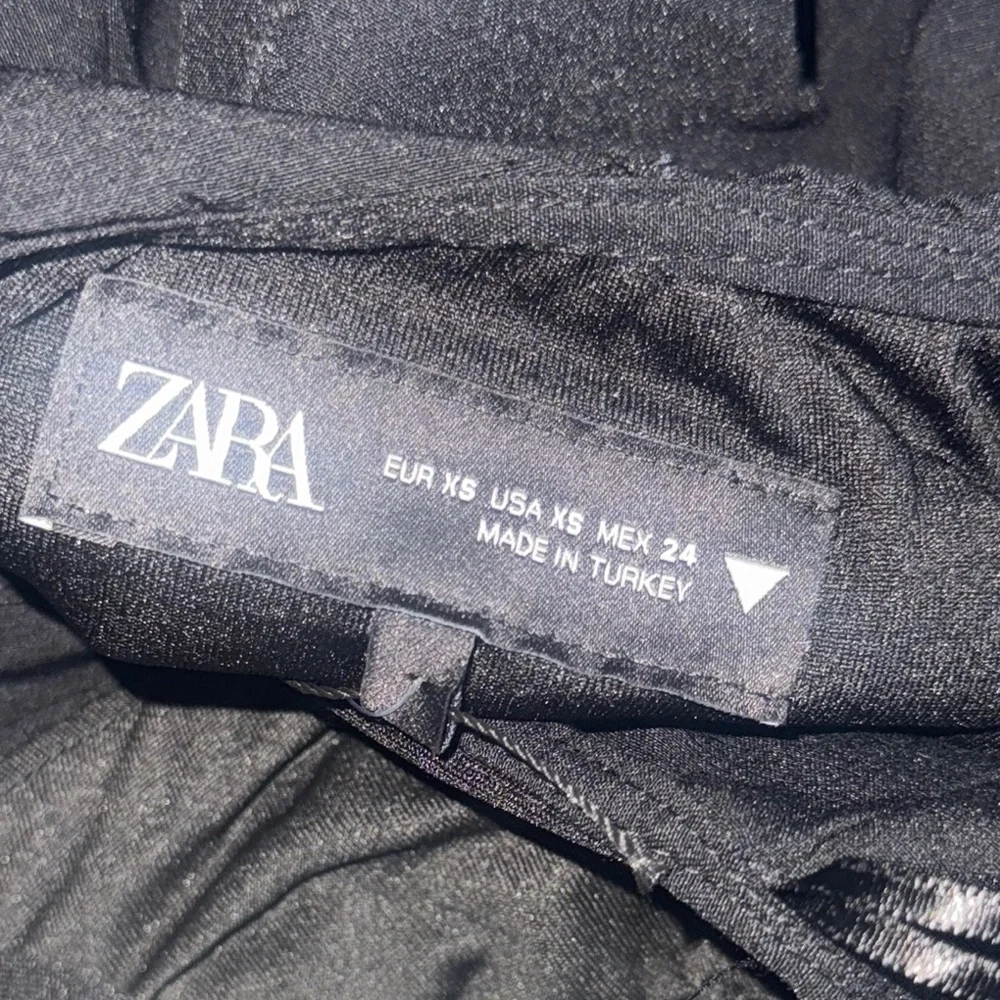 ZARA
EUR XS USA XS MEX 24
MADE IN TURKEY